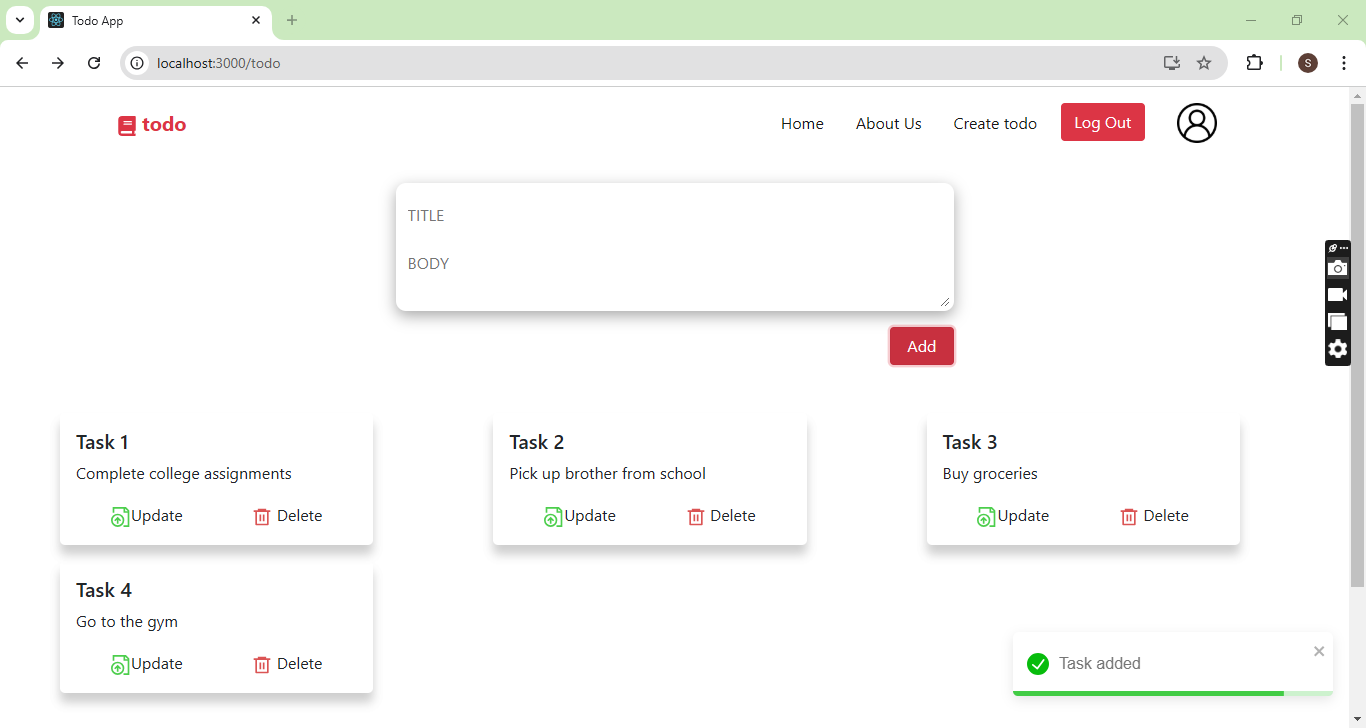 Todo App
localhost:3000/todo
S
todo
Home About Us Create todo Log Out
TITLE
BODY
Add
Task 1 Task 2 Task 3
Complete college assignments Pick up brother from school Buy groceries
Update Delete Update Delete Update Delete
Task 4
Go to the gym
Update Delete
Task added